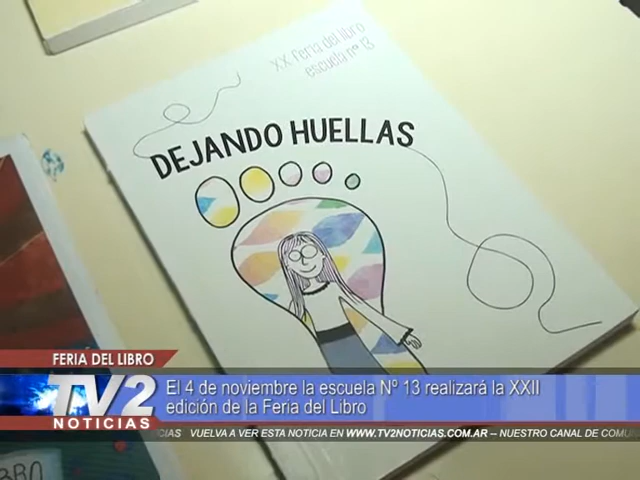 XX feria del libro
escuela nº 13
DEJANDO HUELLAS
FERIA DEL LIBRO
TV2
NOTICIAS
El 4 de noviembre la escuela Nº 13 realizará la XXII
edición de la Feria del Libro
CIAS VUELVA A VER ESTA NOTICIA EN WWW.TV2NOTICIAS.COM.AR – NUESTRO CANAL DE COMU